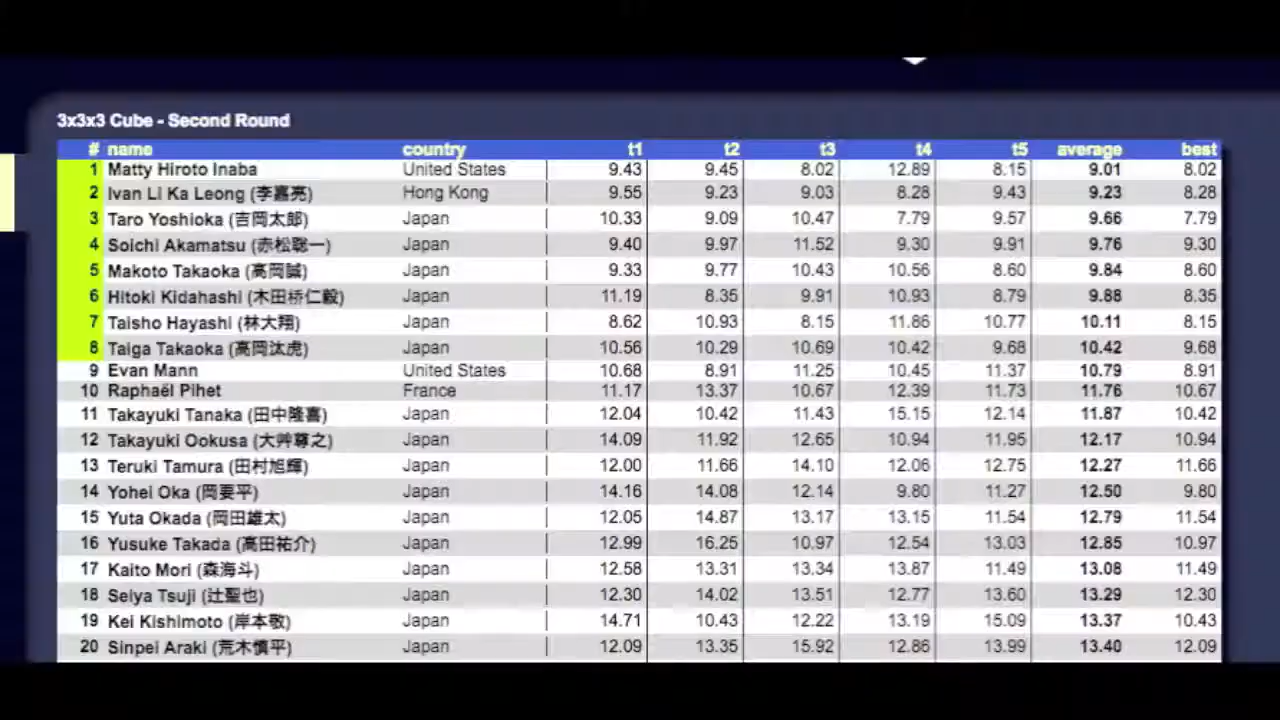 3x3x3 Cube - Second Round
# name country t1 t2 t3 t4 t5 average best
1 Matty Hiroto Inaba United States 9.43 9.45 8.02 12.89 8.15 9.01 8.02
2 Ivan Li Ka Leong (李嘉亮) Hong Kong 9.55 9.23 9.03 8.28 9.43 9.23 8.28
3 Taro Yoshioka (吉岡太郎) Japan 10.33 9.09 10.47 7.79 9.57 9.66 7.79
4 Soichi Akamatsu (赤松聡一) Japan 9.40 9.97 11.52 9.30 9.91 9.76 9.30
5 Makoto Takaoka (高岡誠) Japan 9.33 9.77 10.43 10.56 8.60 9.84 8.60
6 Hitoki Kidahashi (木田桥仁毅) Japan 11.19 8.35 9.91 10.93 8.79 9.88 8.35
7 Taisho Hayashi (林大翔) Japan 8.62 10.93 8.15 11.86 10.77 10.11 8.15
8 Taiga Takaoka (高岡汰虎) Japan 10.56 10.29 10.69 10.42 9.68 10.42 9.68
9 Evan Mann United States 10.68 8.91 11.25 10.45 11.37 10.79 8.91
10 Raphaël Pihet France 11.17 13.37 10.67 12.39 11.73 11.76 10.67
11 Takayuki Tanaka (田中隆喜) Japan 12.04 10.42 11.43 15.15 12.14 11.87 10.42
12 Takayuki Ookusa (大艸尊之) Japan 14.09 11.92 12.65 10.94 11.95 12.17 10.94
13 Teruki Tamura (田村旭輝) Japan 12.00 11.66 14.10 12.06 12.75 12.27 11.66
14 Yohei Oka (岡要平) Japan 14.16 14.08 12.14 9.80 11.27 12.50 9.80
15 Yuta Okada (岡田雄太) Japan 12.05 14.87 13.17 13.15 11.54 12.79 11.54
16 Yusuke Takada (高田祐介) Japan 12.99 16.25 10.97 12.54 13.03 12.85 10.97
17 Kaito Mori (森海斗) Japan 12.58 13.31 13.34 13.87 11.49 13.08 11.49
18 Seiya Tsuji (辻聖也) Japan 12.30 14.02 13.51 12.77 13.60 13.29 12.30
19 Kei Kishimoto (岸本敬) Japan 14.71 10.43 12.22 13.19 15.09 13.37 10.43
20 Sinpei Araki (荒木慎平) Japan 12.09 13.35 15.92 12.86 13.99 13.40 12.09